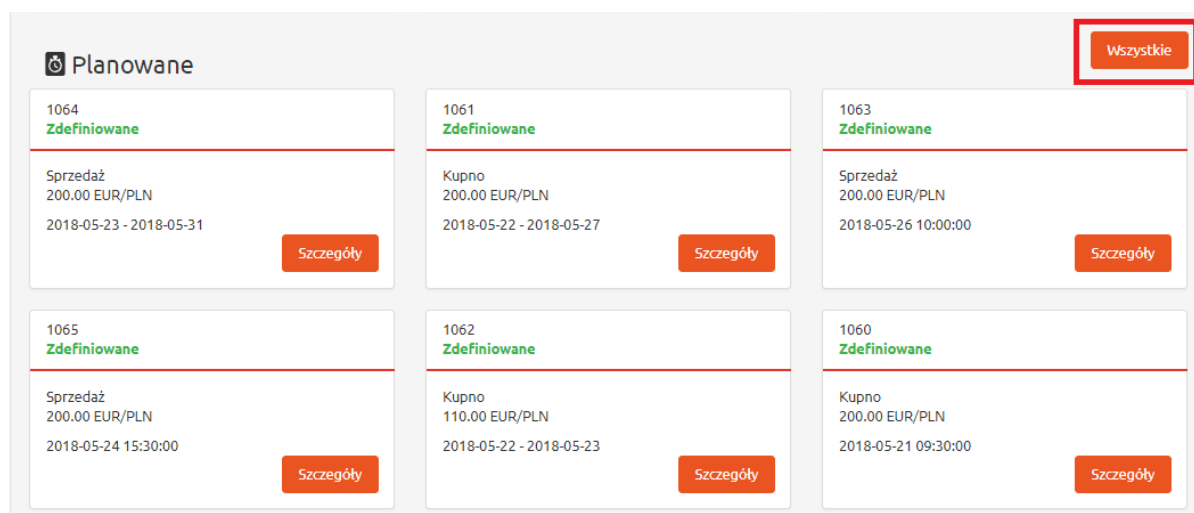 Planowane
Wszystkie
1064
Zdefiniowane
Sprzedaż
200.00 EUR/PLN
2018-05-23 - 2018-05-31
Szczegóły
1061
Zdefiniowane
Kupno
200.00 EUR/PLN
2018-05-22 - 2018-05-27
Szczegóły
1063
Zdefiniowane
Sprzedaż
200.00 EUR/PLN
2018-05-26 10:00:00
Szczegóły
1065
Zdefiniowane
Sprzedaż
200.00 EUR/PLN
2018-05-24 15:30:00
Szczegóły
1062
Zdefiniowane
Kupno
110.00 EUR/PLN
2018-05-22 - 2018-05-23
Szczegóły
1060
Zdefiniowane
Kupno
200.00 EUR/PLN
2018-05-21 09:30:00
Szczegóły